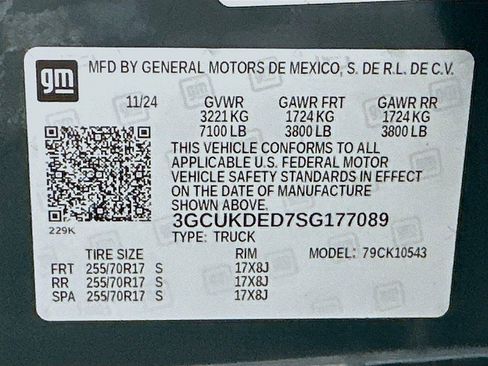 gm MFD BY GENERAL MOTORS DE MEXICO, S. DE R.L. DE C.V.
11/24 GVWR GAWR FRT GAWR RR
3221 KG 1724 KG 1724 KG
7100 LB 3800 LB 3800 LB
THIS VEHICLE CONFORMS TO ALL
APPLICABLE U.S. FEDERAL MOTOR
VEHICLE SAFETY STANDARDS IN EFFECT
ON THE DATE OF MANUFACTURE
SHOWN ABOVE.
3GCUKDED7SG177089
229K
TYPE: TRUCK
TIRE SIZE RIM MODEL: 79CK10543
FRT 255/70R17 S 17X8J
RR 255/70R17 S 17X8J
SPA 255/70R17 S 17X8J